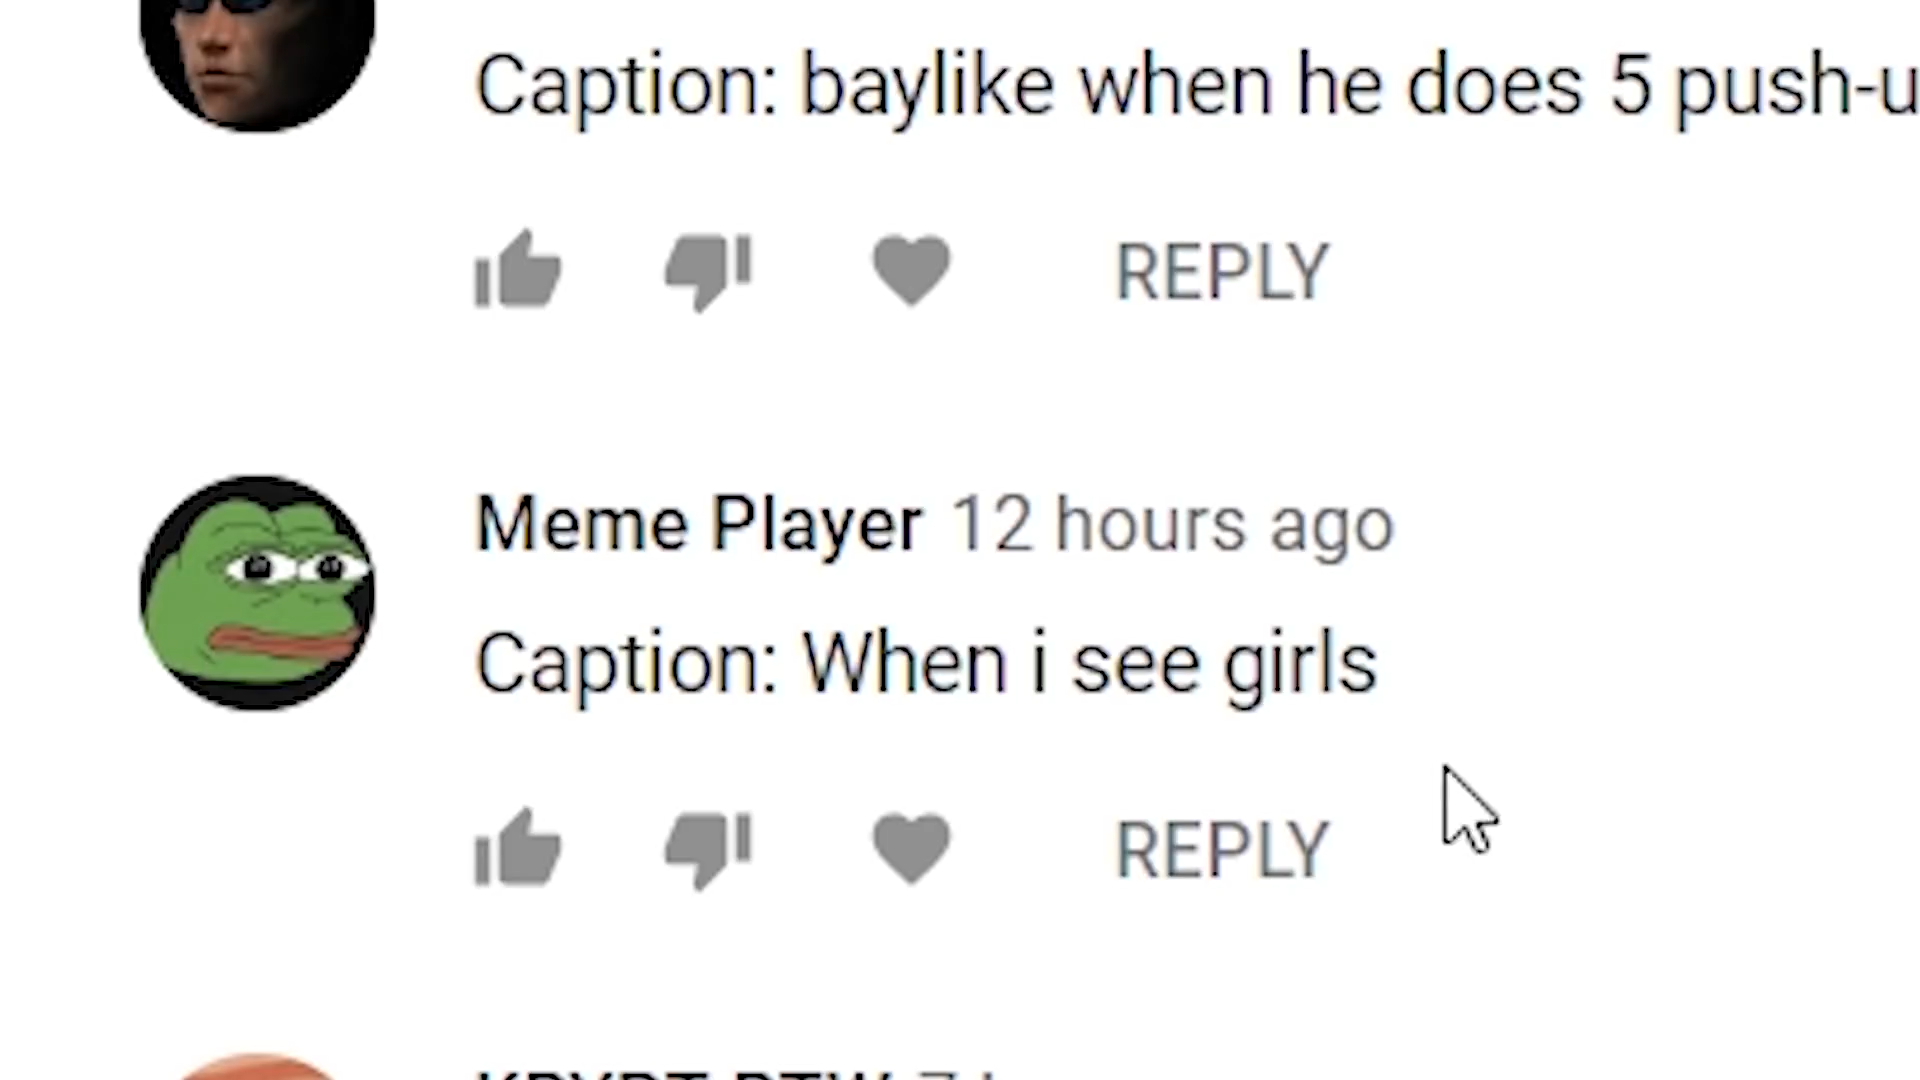 Caption: baylike when he does 5 push-u
REPLY
Meme Player 12 hours ago
Caption: When i see girls
REPLY